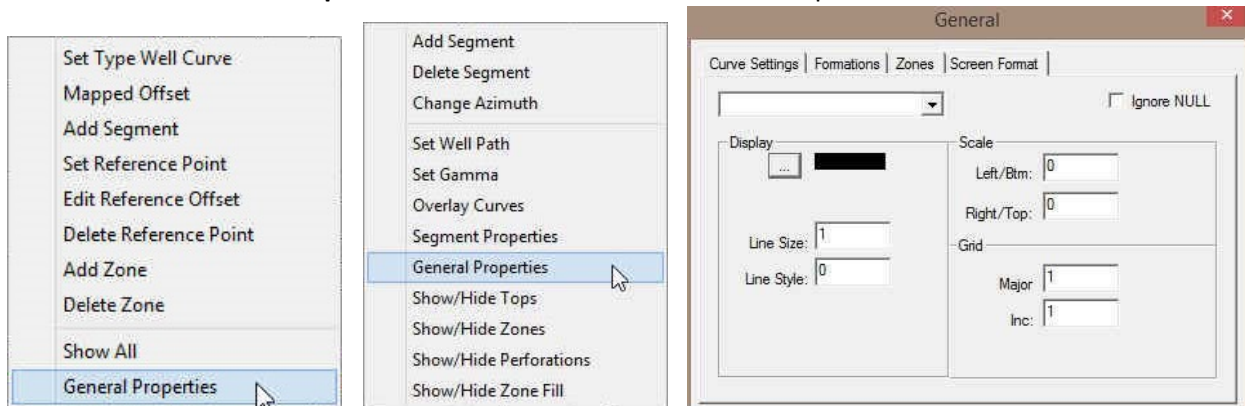 Set Type Well Curve
Mapped Offset
Add Segment
Set Reference Point
Edit Reference Offset
Delete Reference Point
Add Zone
Delete Zone
Show All
General Properties
Add Segment
Delete Segment
Change Azimuth
Set Well Path
Set Gamma
Overlay Curves
Segment Properties
General Properties
Show/Hide Tops
Show/Hide Zones
Show/Hide Perforations
Show/Hide Zone Fill
General
Curve Settings Formations Zones Screen Format
Ignore NULL
Display
...
Line Size: 1
Line Style: 0
Scale
Left/Btm: 0
Right/Top: 0
Grid
Major 1
Inc: 1